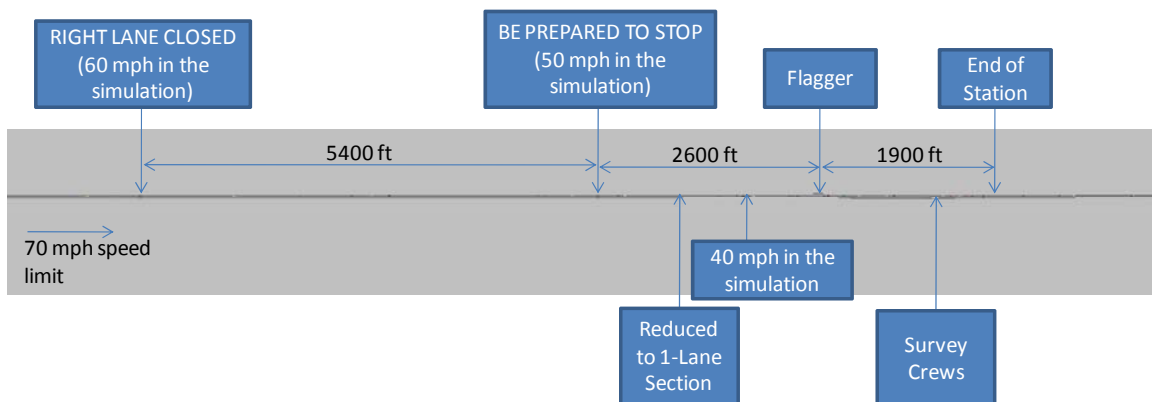 RIGHT LANE CLOSED
(60 mph in the
simulation)
BE PREPARED TO STOP
(50 mph in the
simulation)
Flagger
End of
Station
5400 ft
2600 ft
1900 ft
70 mph speed
limit
40 mph in the
simulation
Reduced
to 1-Lane
Section
Survey
Crews